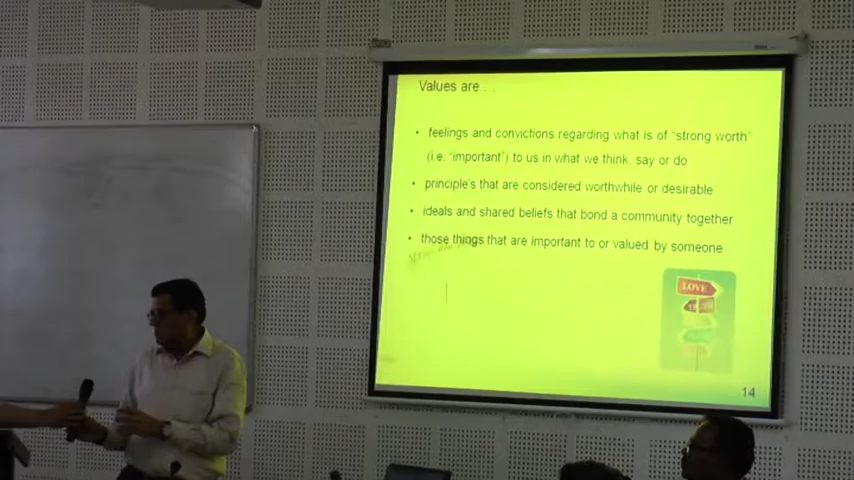 Values are....
• feelings and convictions regarding what is of "strong worth"
(i.e. "important") to us in what we think, say or do
• principle's that are considered worthwhile or desirable
• ideals and shared beliefs that bond a community together
• those things that are important to or valued by someone
LOVE
14